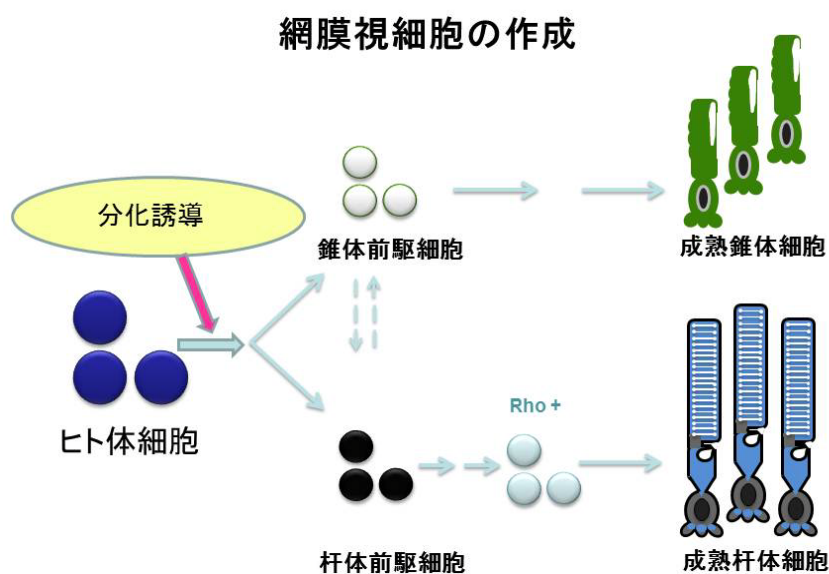 網膜視細胞の作成
分化誘導
錐体前駆細胞
成熟錐体細胞
ヒト体細胞
Rho +
杆体前駆細胞
成熟杆体細胞